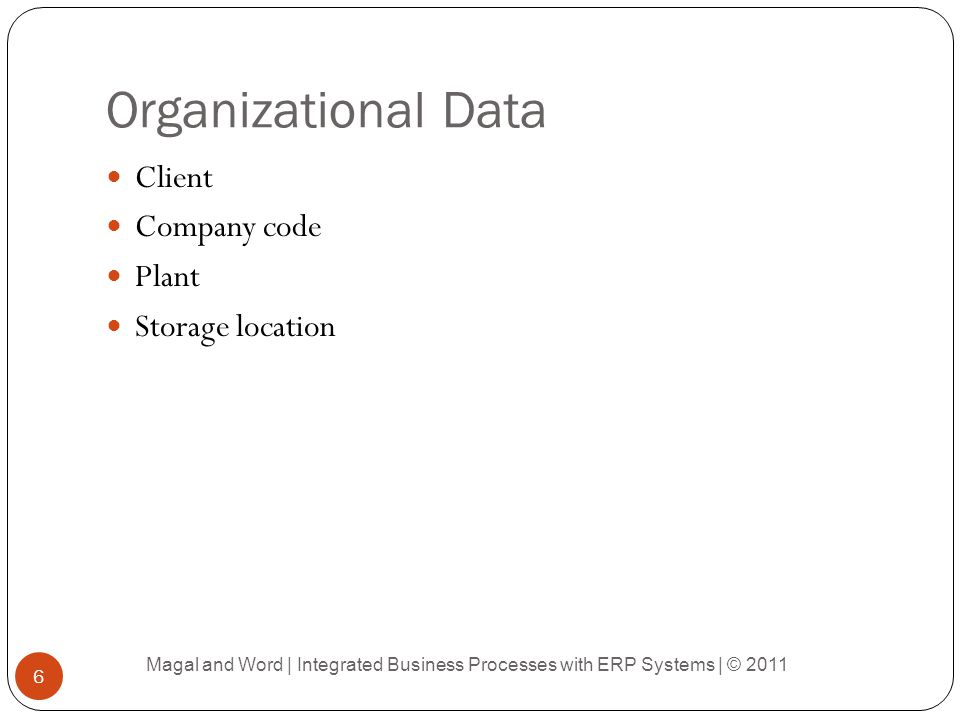 Organizational Data
Client
Company code
Plant
Storage location
Magal and Word | Integrated Business Processes with ERP Systems | © 2011
6